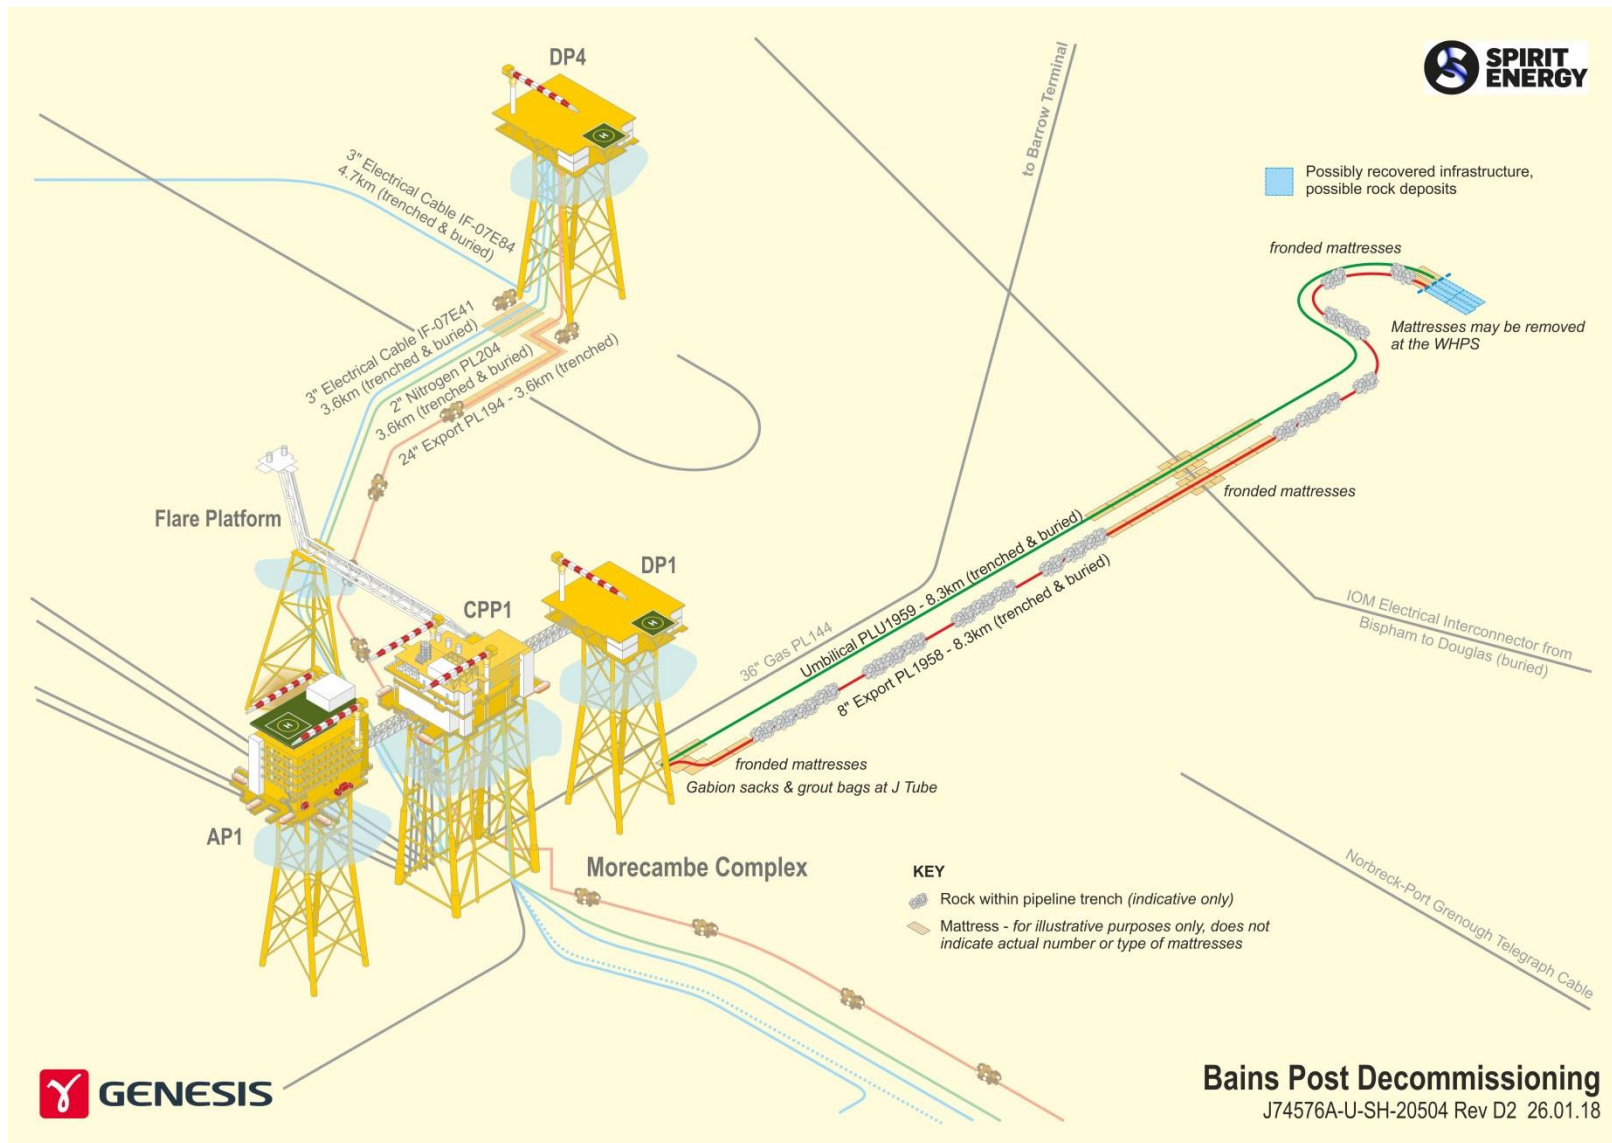 DP4
SPIRIT
ENERGY
to Barrow Terminal
3" Electrical Cable IF-07E84
4.7km (trenched & buried)
Possibly recovered infrastructure,
possible rock deposits
fronded mattresses
Mattresses may be removed
at the WHPS
3" Electrical Cable IF-07E41
3.6km (trenched & buried)
2" Nitrogen PL204
3.6km (trenched & buried)
24" Export PL194 - 3.6km (trenched)
fronded mattresses
Flare Platform
DP1
CPP1
36" Gas PL144
Umbilical PLU1959 - 8.3km (trenched & buried)
8" Export PL1958 - 8.3km (trenched & buried)
IOM Electrical Interconnector from
Bispham to Douglas (buried)
H
H
H
fronded mattresses
Gabion sacks & grout bags at J Tube
AP1
Morecambe Complex
KEY
Rock within pipeline trench (indicative only)
Mattress - for illustrative purposes only, does not
indicate actual number or type of mattresses
Norbreck-Port Grenough Telegraph Cable
GENESIS
Bains Post Decommissioning
J74576A-U-SH-20504 Rev D2 26.01.18